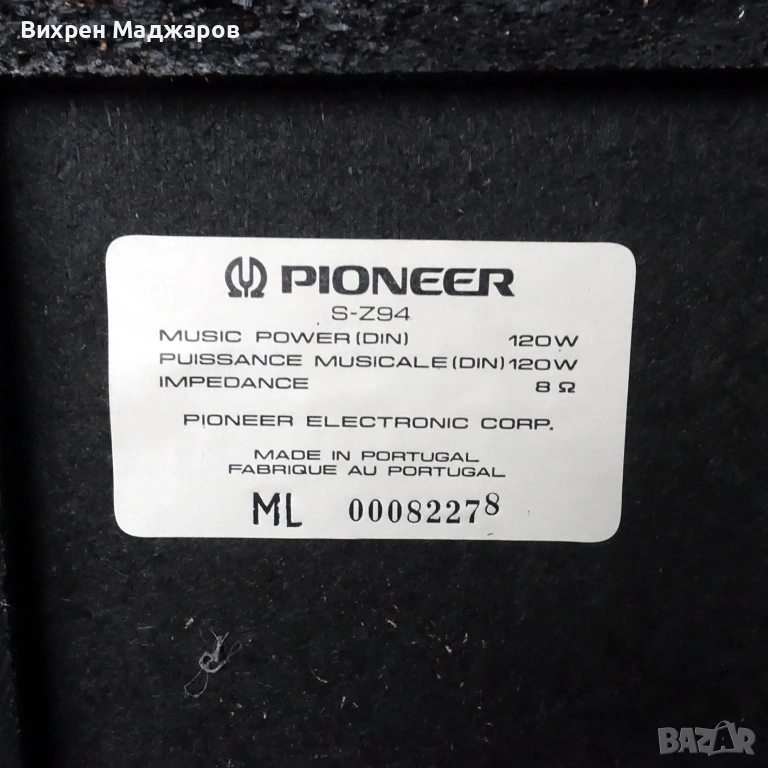 Вихрен Маджаров
PIONEER
S-Z94
MUSIC POWER (DIN) 120W
PUISSANCE MUSICALE (DIN) 120W
IMPEDANCE 8 Ω
PIONEER ELECTRONIC CORP.
MADE IN PORTUGAL
FABRIQUE AU PORTUGAL
ML 00082278
BAZAR